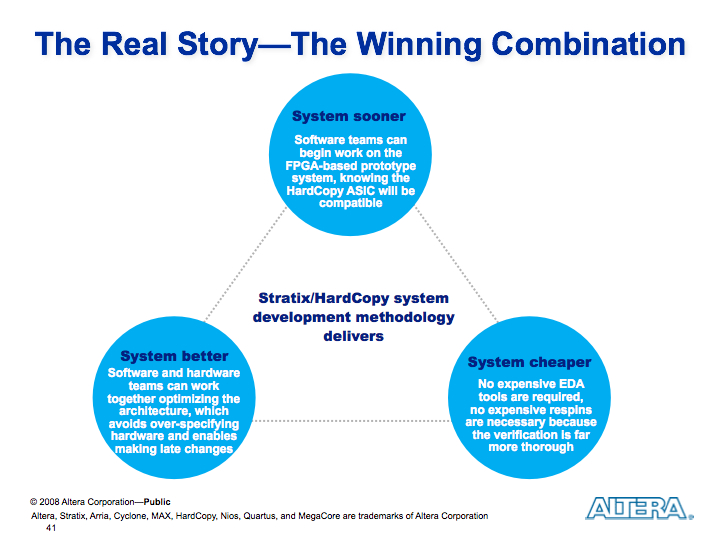 The Real Story—The Winning Combination
System sooner
Software teams can
begin work on the
FPGA-based prototype
system, knowing the
HardCopy ASIC will be
compatible
Stratix/HardCopy system
development methodology
delivers
System better
Software and hardware
teams can work
together optimizing the
architecture, which
avoids over-specifying
hardware and enables
making late changes
System cheaper
No expensive EDA
tools are required,
no expensive respins
are necessary because
the verification is far
more thorough
© 2008 Altera Corporation—Public
Altera, Stratix, Arria, Cyclone, MAX, HardCopy, Nios, Quartus, and MegaCore are trademarks of Altera Corporation
41
ALTERA®